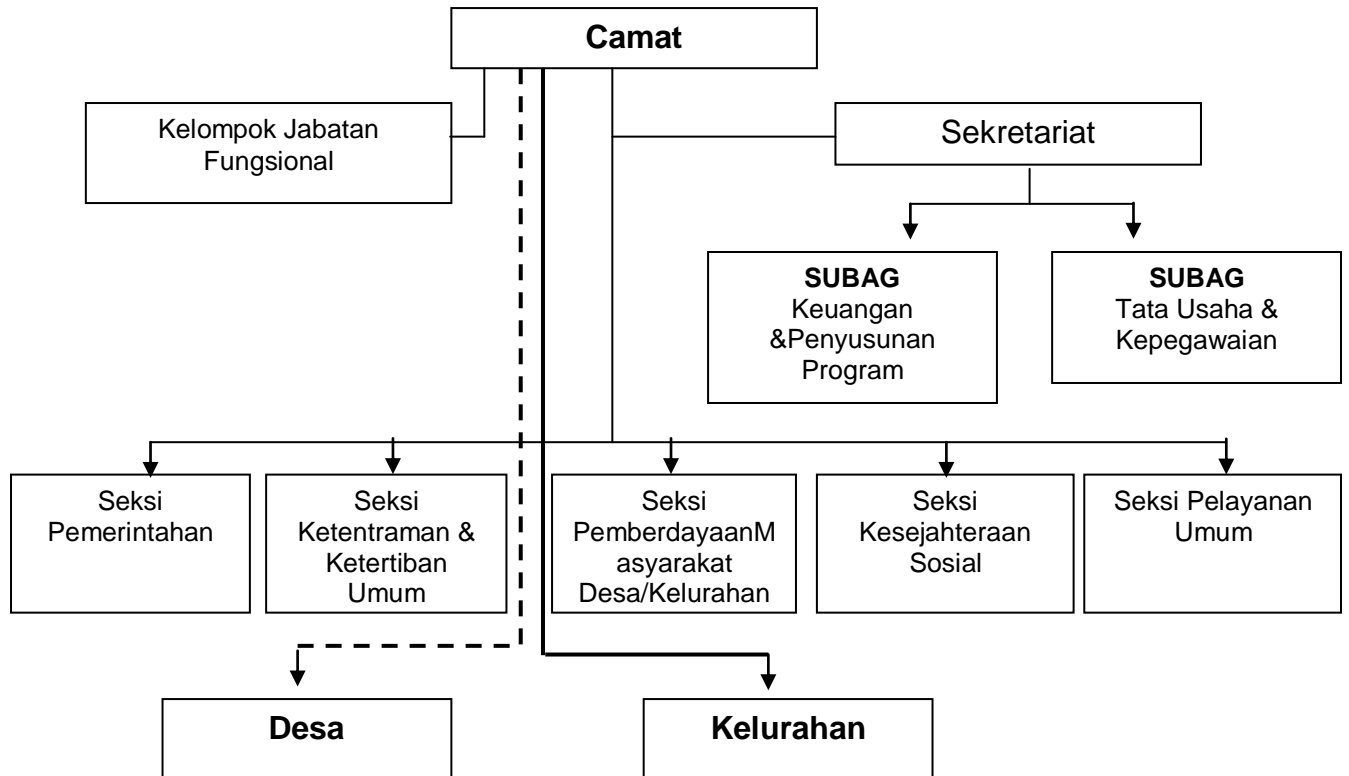 Camat
Kelompok Jabatan
Fungsional
Sekretariat
SUBAG
Keuangan
&Penyusunan
Program
SUBAG
Tata Usaha &
Kepegawaian
Seksi
Pemerintahan
Seksi
Ketentraman &
Ketertiban
Umum
Seksi
PemberdayaanM
asyarakat
Desa/Kelurahan
Seksi
Kesejahteraan
Sosial
Seksi Pelayanan
Umum
Desa
Kelurahan